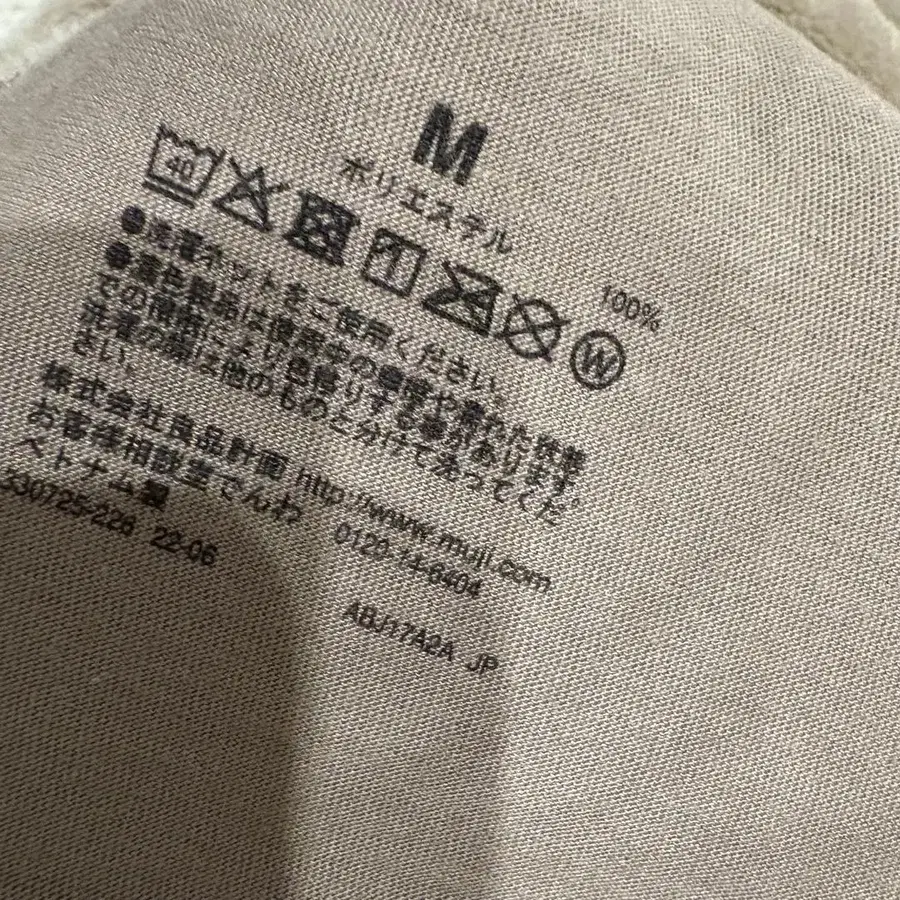 M
ポリエステル 100%
40
W
●洗濯ネットをご使用ください。
●濃色製品は使用中の摩擦や濡れた状態
での摩擦により色移りする事があります。
洗濯の際は他のものと分けて洗ってくだ
さい。
株式会社良品計画 http://www.muji.com
お客様相談室でんわ 0120-14-6404
ベトナム製
330725-226 22-06
ABJ17A2A JP